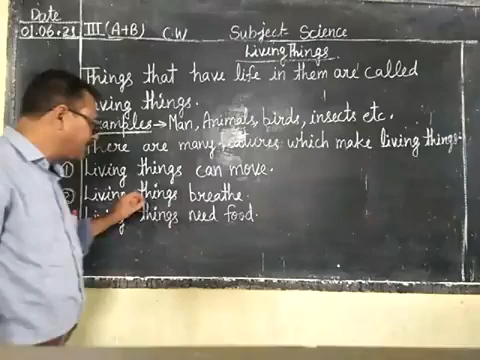 Date
01.06.21 III (A+B) C.W Subject-Science
Living Things
Things that have life in them are called
living things.
Examples → Man, Animals, birds, insects etc.
There are many features which make living things:-
① Living things can move.
② Living things breathe.
Living things need food.